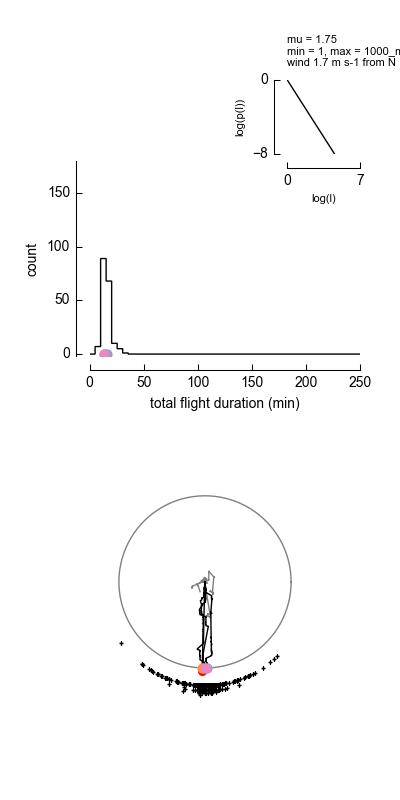 mu = 1.75
min = 1, max = 1000_m
wind 1.7 m s-1 from N
0
log(p(l))
−8
0
7
log(l)
150
100
50
0
count
0
50
100
150
200
250
total flight duration (min)